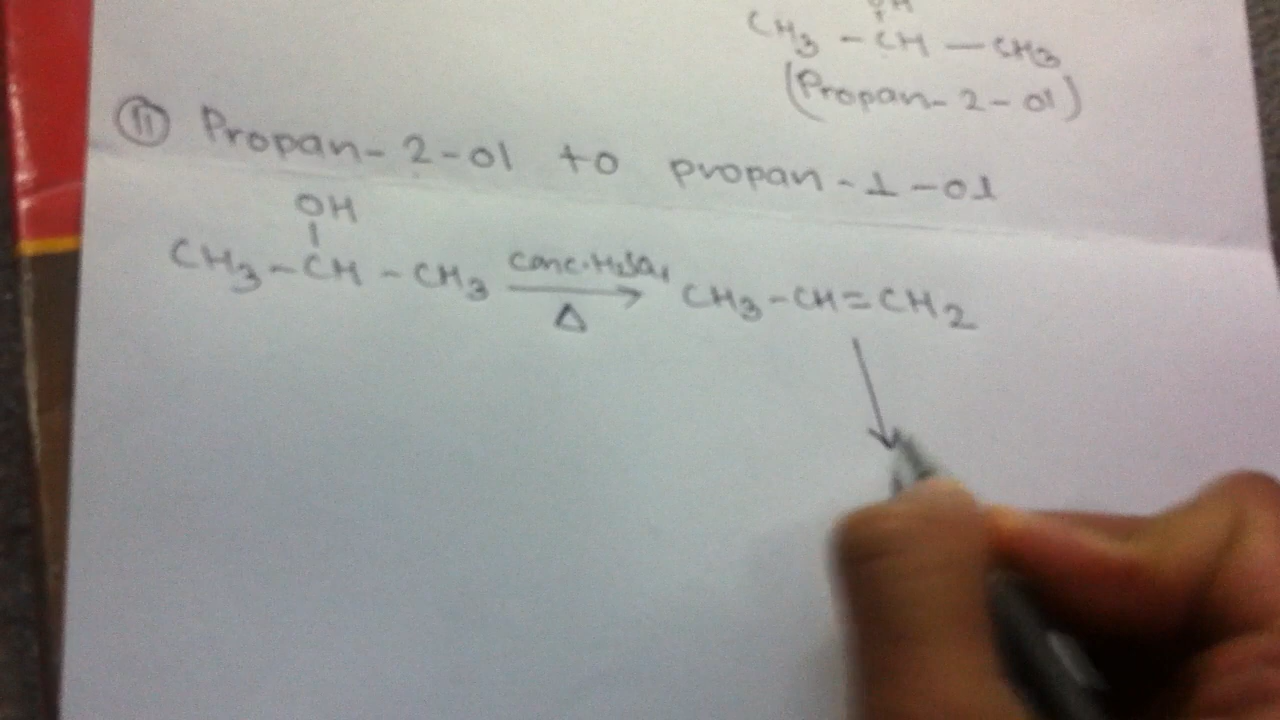 OH
CH3 - CH - CH3
(Propan-2-ol)
(11) Propan-2-ol to propan-1-ol
OH
CH3 - CH - CH3 conc. H2SO4 → CH3-CH=CH2
Δ